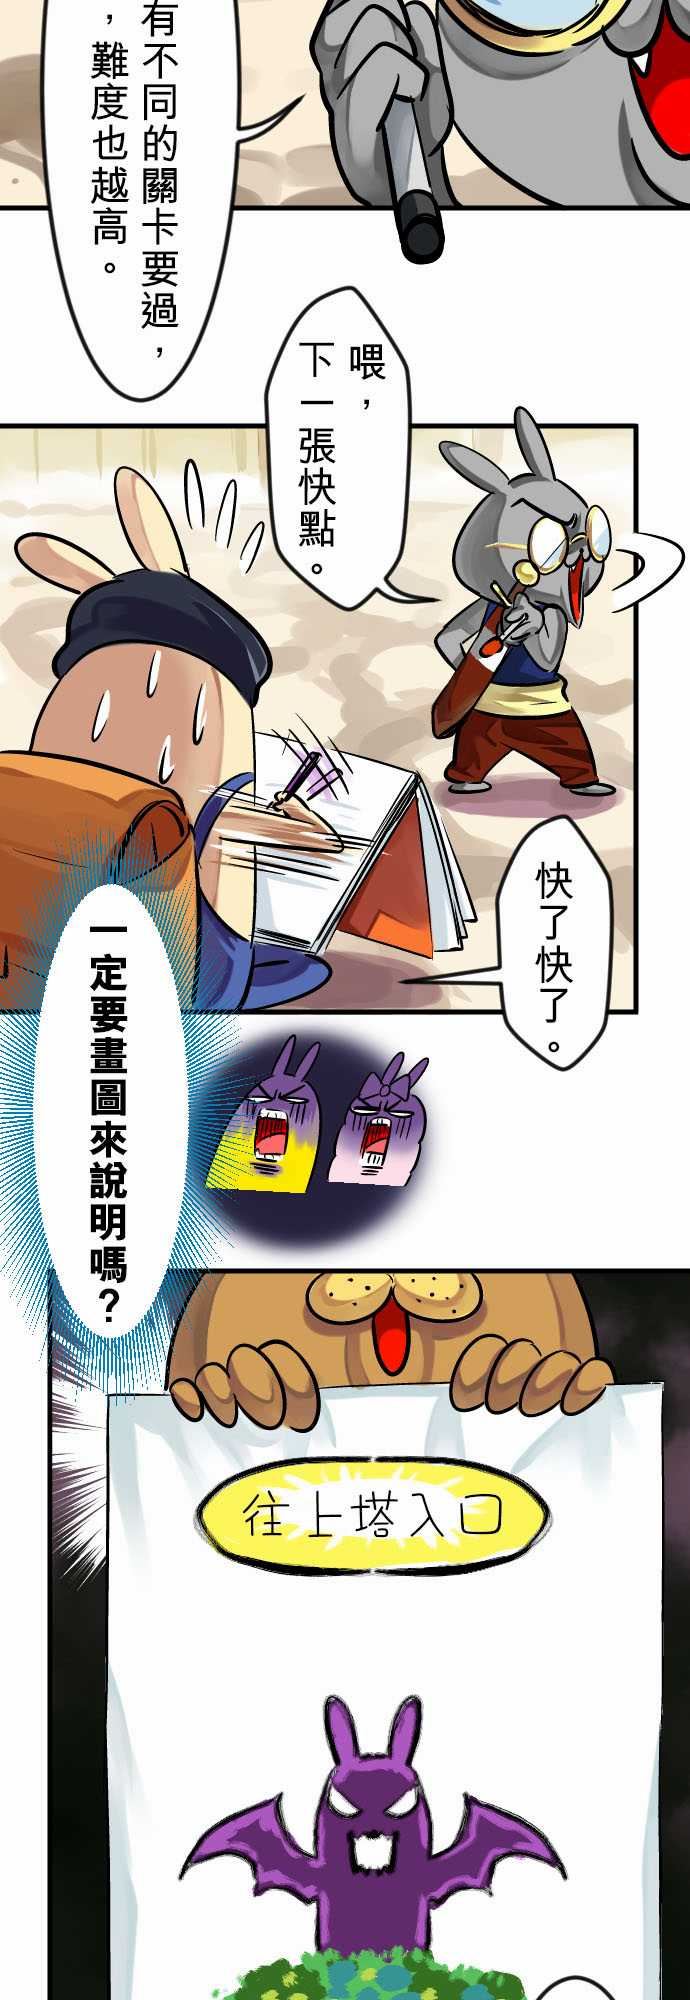 有不同的關卡要過，
，難度也越高。
喂，
下一張快點。
快了快了。
一定要畫圖來說明嗎？
往上塔入口